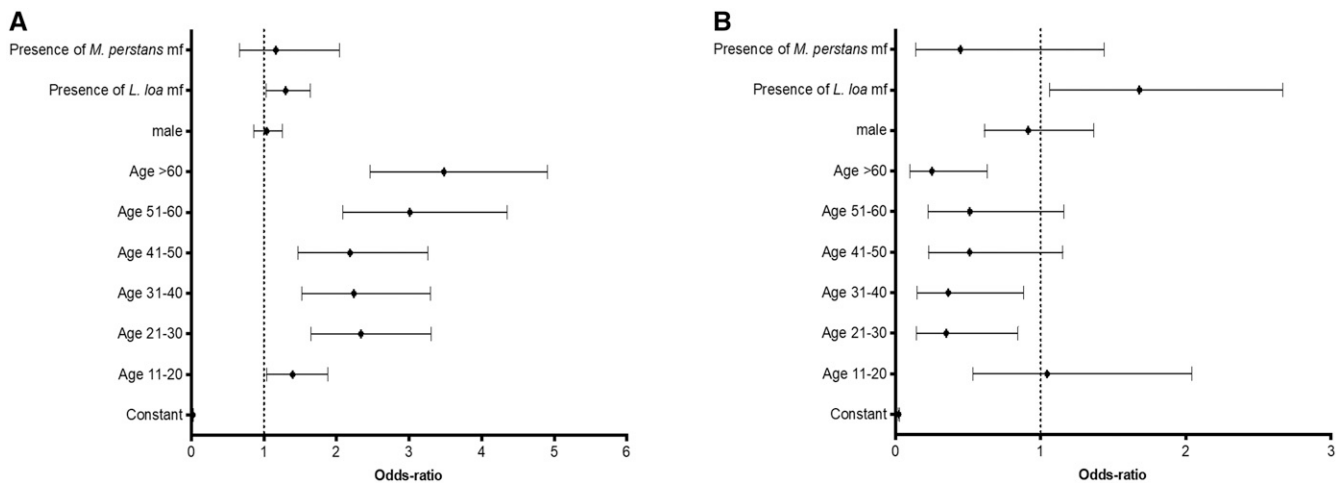 A
Presence of M. perstans mf
Presence of L. loa mf
male
Age >60
Age 51-60
Age 41-50
Age 31-40
Age 21-30
Age 11-20
Constant
0 1 2 3 4 5 6
Odds-ratio
B
Presence of M. perstans mf
Presence of L. loa mf
male
Age >60
Age 51-60
Age 41-50
Age 31-40
Age 21-30
Age 11-20
Constant
0 1 2 3
Odds-ratio